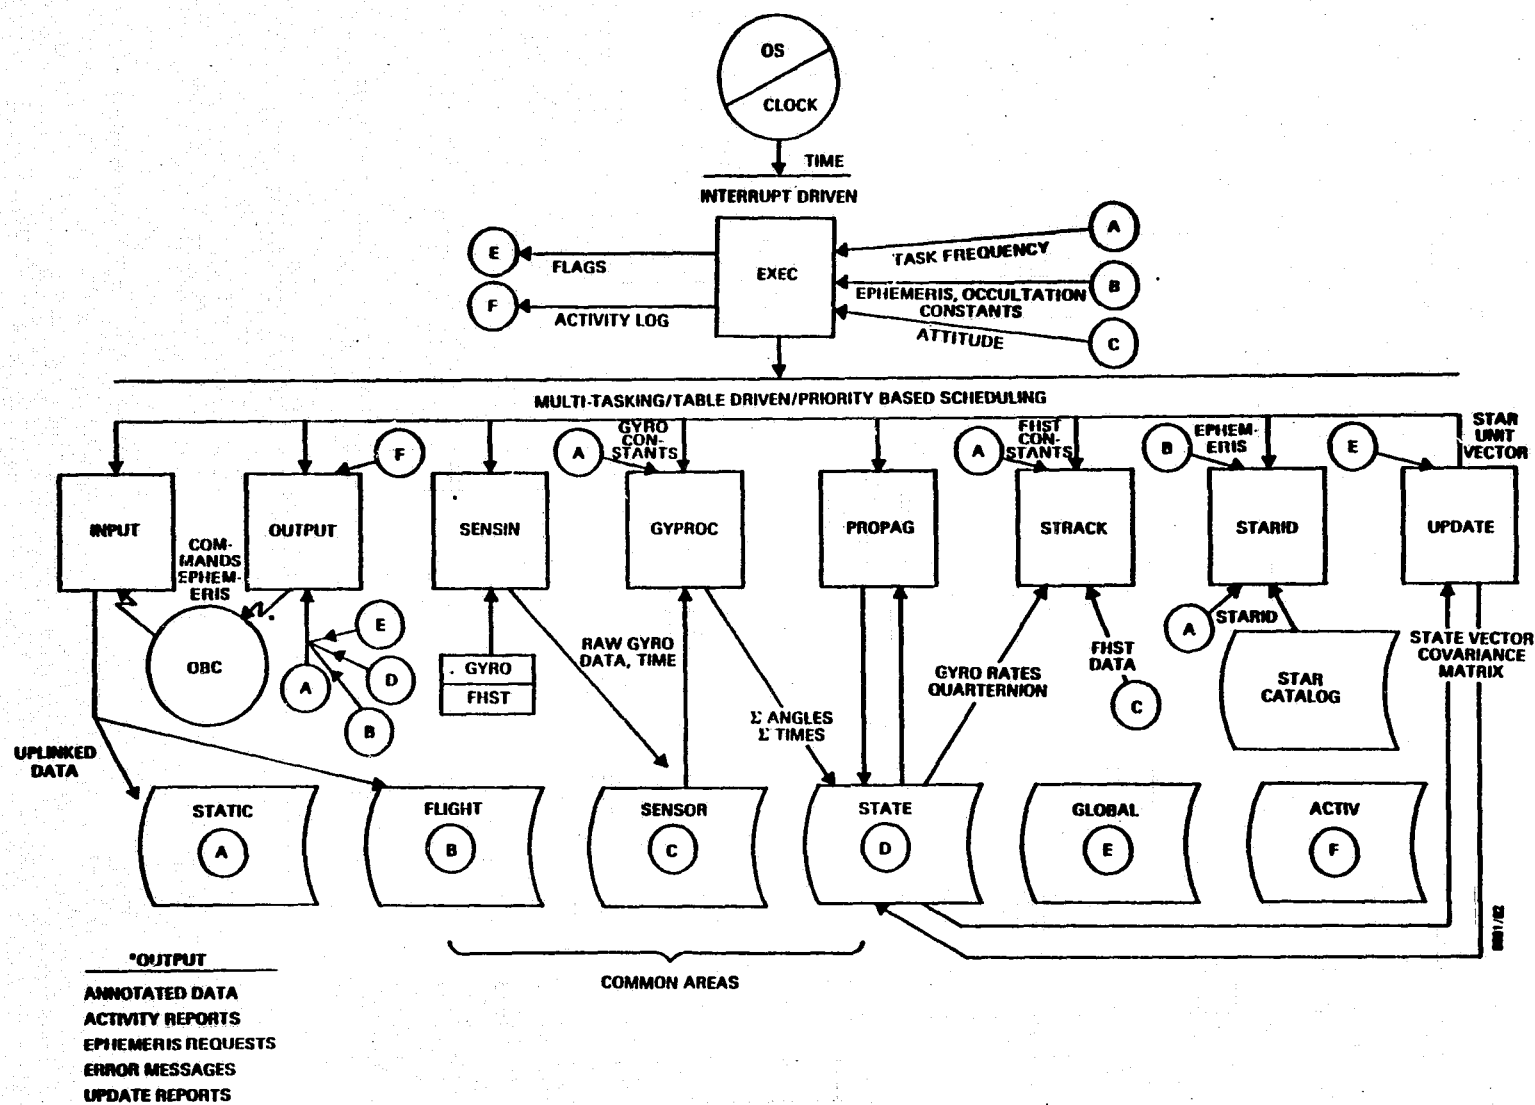 OS
CLOCK
TIME
INTERRUPT DRIVEN
EXEC
E
FLAGS
F
ACTIVITY LOG
A
TASK FREQUENCY
B
EPHEMERIS, OCCULTATION
CONSTANTS
C
ATTITUDE
MULTI-TASKING/TABLE DRIVEN/PRIORITY BASED SCHEDULING
INPUT
OUTPUT
F
SENSIN
A
GYRO
CON-
STANTS
GYPROC
PROPAG
A
FHST
CON-
STANTS
STRACK
B
EPHEM-
ERIS
STARID
E
STAR
UNIT
VECTOR
UPDATE
COM-
MANDS
EPHEM-
ERIS
OBC
E
D
A
B
GYRO
FHST
RAW GYRO
DATA, TIME
Σ ANGLES
Σ TIMES
GYRO RATES
QUARTERNION
FHST
DATA
C
A
STARID
STAR
CATALOG
STATE VECTOR
COVARIANCE
MATRIX
UPLINKED
DATA
STATIC
A
FLIGHT
B
SENSOR
C
STATE
D
GLOBAL
E
ACTIV
F
COMMON AREAS
*OUTPUT
ANNOTATED DATA
ACTIVITY REPORTS
EPHEMERIS REQUESTS
ERROR MESSAGES
UPDATE REPORTS